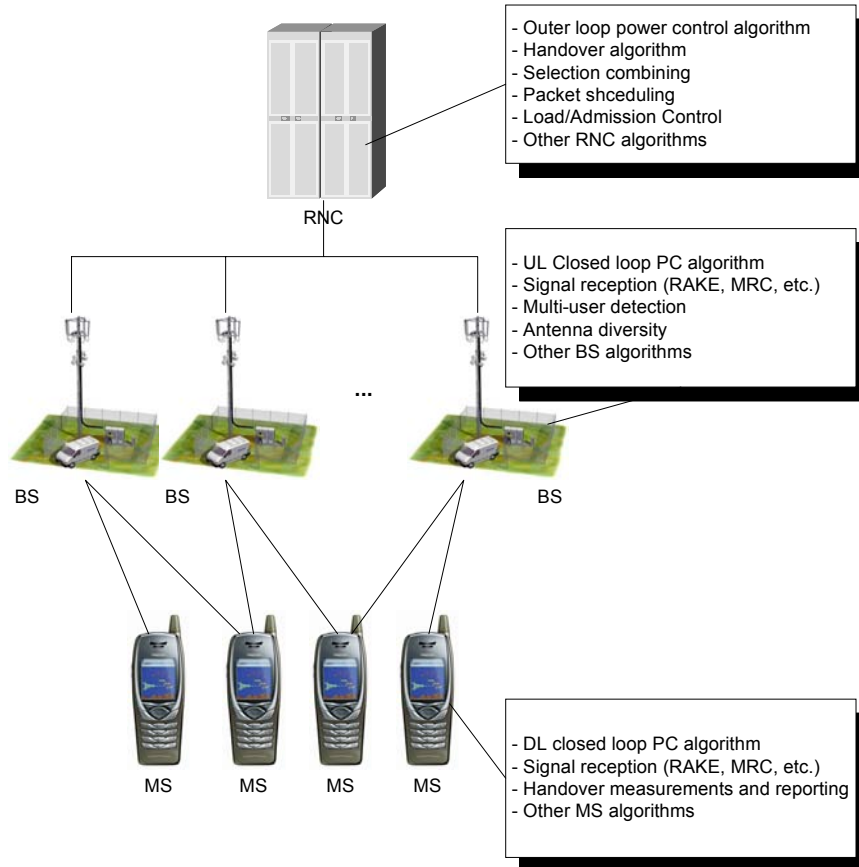 - Outer loop power control algorithm
- Handover algorithm
- Selection combining
- Packet shceduling
- Load/Admission Control
- Other RNC algorithms
RNC
- UL Closed loop PC algorithm
- Signal reception (RAKE, MRC, etc.)
- Multi-user detection
- Antenna diversity
- Other BS algorithms
...
BS BS BS
MS MS MS MS
- DL closed loop PC algorithm
- Signal reception (RAKE, MRC, etc.)
- Handover measurements and reporting
- Other MS algorithms